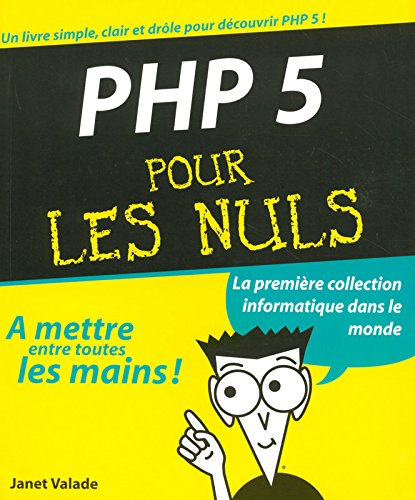 Un livre simple, clair et drôle pour découvrir PHP 5 !
PHP 5
POUR
LES NULS
La première collection
informatique dans le
monde
A mettre
entre toutes
les mains !
Janet Valade